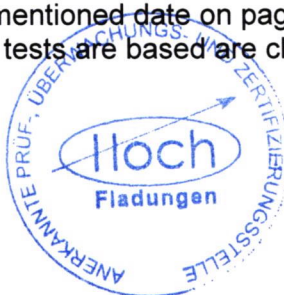 mentioned date on pag
tests are based are cl
ANERKANNTE PRÜF, ÜBERWACHUNGS- UND ZERTIFIZIERUNGSSTELLE
Hoch
Fladungen